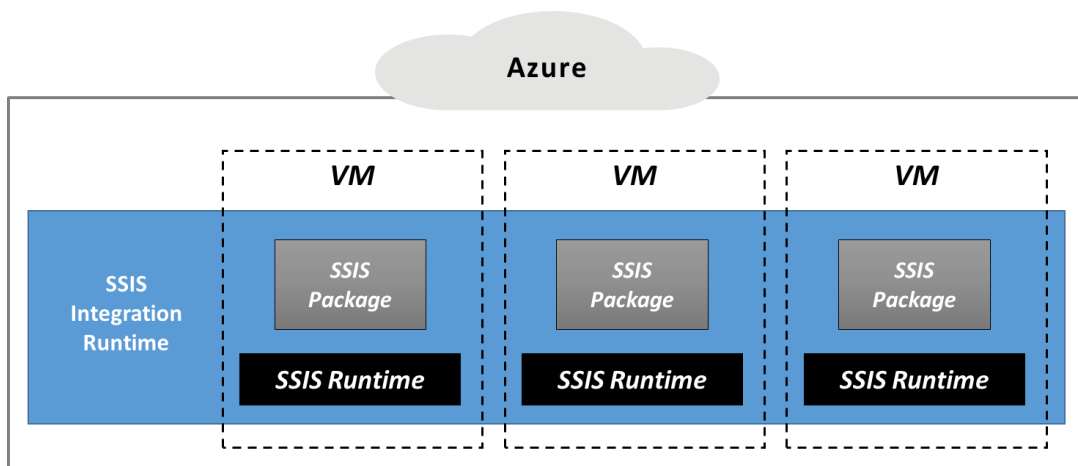 Azure
VM
VM
VM
SSIS
Integration
Runtime
SSIS
Package
SSIS
Package
SSIS
Package
SSIS Runtime
SSIS Runtime
SSIS Runtime